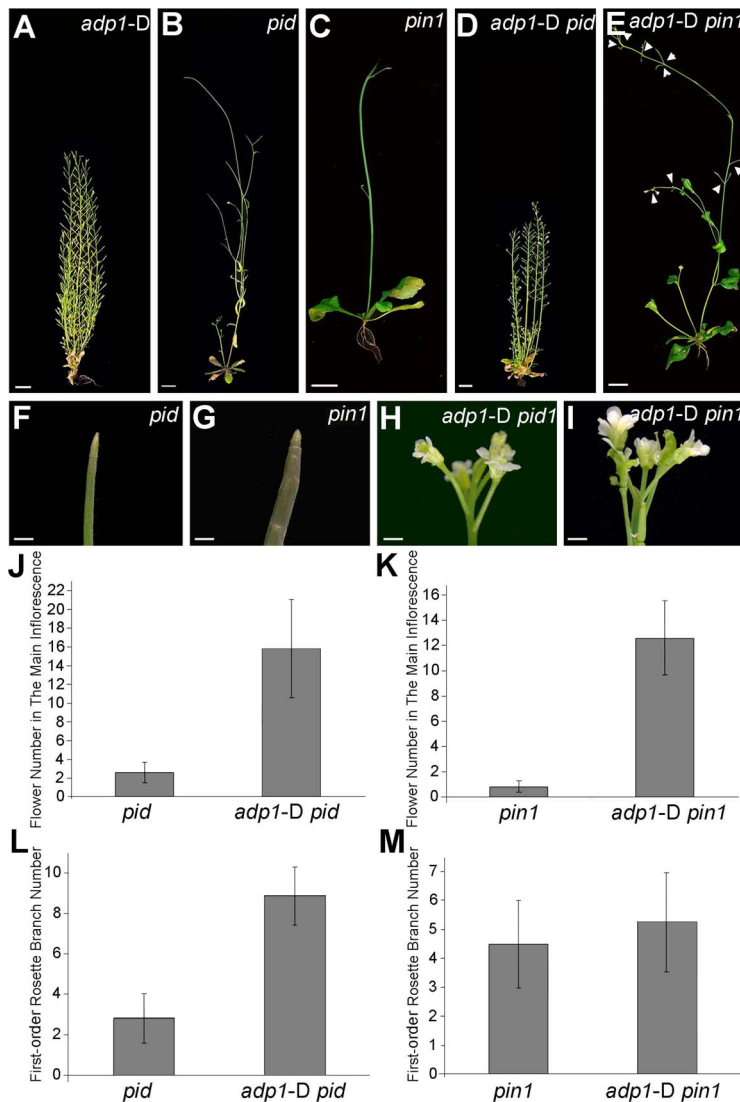 A adp1-D
B pid
C pin1
D adp1-D pid
E adp1-D pin1
F pid
G pin1
H adp1-D pid1
I adp1-D pin1
J
Flower Number in The Main Inflorescence
22
20
18
16
14
12
10
8
6
4
2
0
pid adp1-D pid
K
Flower Number in The Main Inflorescence
16
14
12
10
8
6
4
2
0
pin1 adp1-D pin1
L
First-order Rosette Branch Number
10
8
6
4
2
0
pid adp1-D pid
M
First-order Rosette Branch Number
7
6
5
4
3
2
1
0
pin1 adp1-D pin1